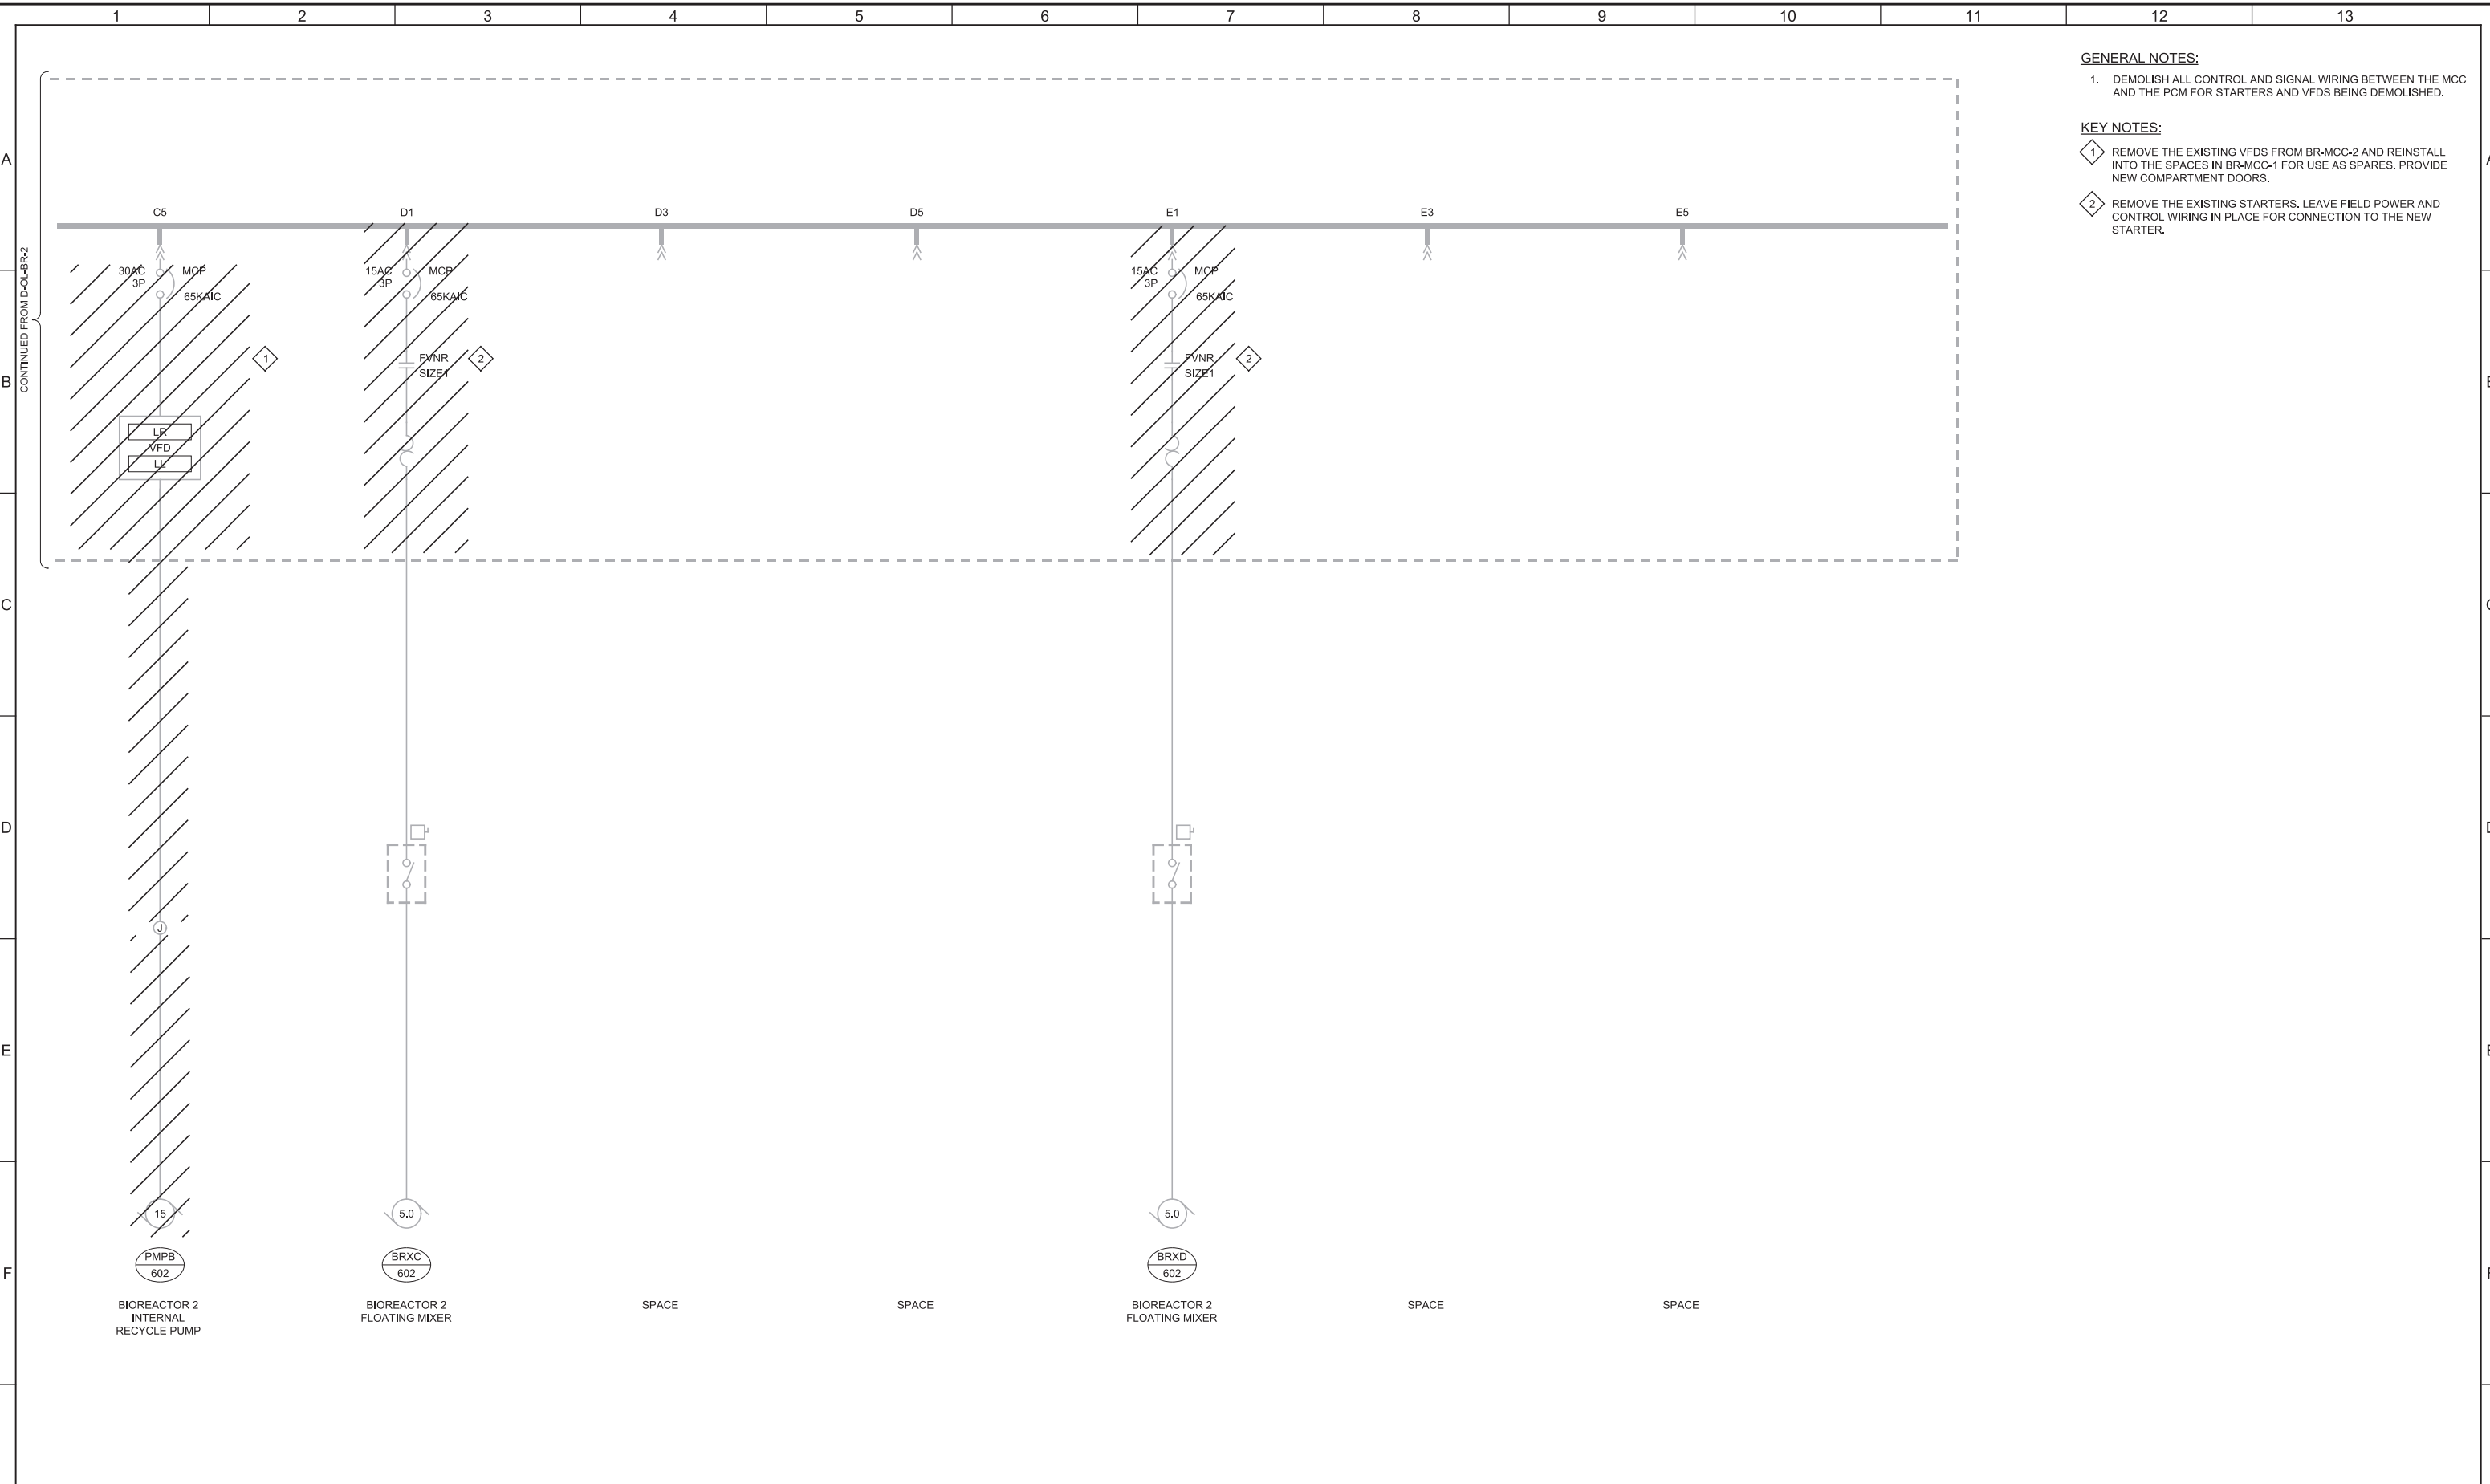 1 2 3 4 5 6 7 8 9 10 11 12 13
GENERAL NOTES:
1. DEMOLISH ALL CONTROL AND SIGNAL WIRING BETWEEN THE MCC
AND THE PCM FOR STARTERS AND VFDS BEING DEMOLISHED.
KEY NOTES:
1 REMOVE THE EXISTING VFDS FROM BR-MCC-2 AND REINSTALL
INTO THE SPACES IN BR-MCC-1 FOR USE AS SPARES. PROVIDE
NEW COMPARTMENT DOORS.
2 REMOVE THE EXISTING STARTERS. LEAVE FIELD POWER AND
CONTROL WIRING IN PLACE FOR CONNECTION TO THE NEW
STARTER.
A
B
C
D
E
F
CONTINUED FROM D-OL-BR-2
C5 D1 D3 D5 E1 E3 E5
30AC MCP
3P
65KAIC
1
LR
VFD
LL
J
15
PMPB
602
BIOREACTOR 2
INTERNAL
RECYCLE PUMP
15AC MCP
3P
65KAIC
FVNR
SIZE1
2
5.0
BRXC
602
BIOREACTOR 2
FLOATING MIXER
SPACE
SPACE
15AC MCP
3P
65KAIC
FVNR
SIZE1
2
5.0
BRXD
602
BIOREACTOR 2
FLOATING MIXER
SPACE
SPACE